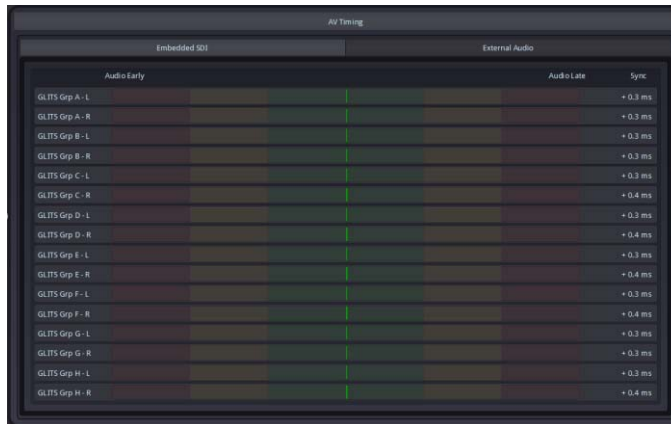 AV Timing
Embedded SDI External Audio
Audio Early Audio Late Sync
GLITS Grp A - L + 0.3 ms
GLITS Grp A - R + 0.3 ms
GLITS Grp B - L + 0.3 ms
GLITS Grp B - R + 0.3 ms
GLITS Grp C - L + 0.3 ms
GLITS Grp C - R + 0.4 ms
GLITS Grp D - L + 0.3 ms
GLITS Grp D - R + 0.4 ms
GLITS Grp E - L + 0.3 ms
GLITS Grp E - R + 0.4 ms
GLITS Grp F - L + 0.3 ms
GLITS Grp F - R + 0.4 ms
GLITS Grp G - L + 0.3 ms
GLITS Grp G - R + 0.3 ms
GLITS Grp H - L + 0.3 ms
GLITS Grp H - R + 0.4 ms